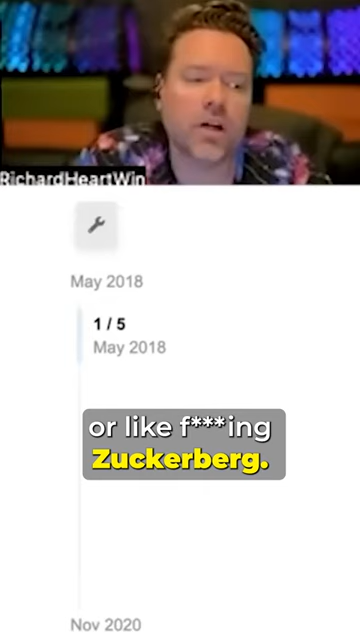 RichardHeartWin
May 2018
1 / 5
May 2018
or like f***ing
Zuckerberg.
Nov 2020